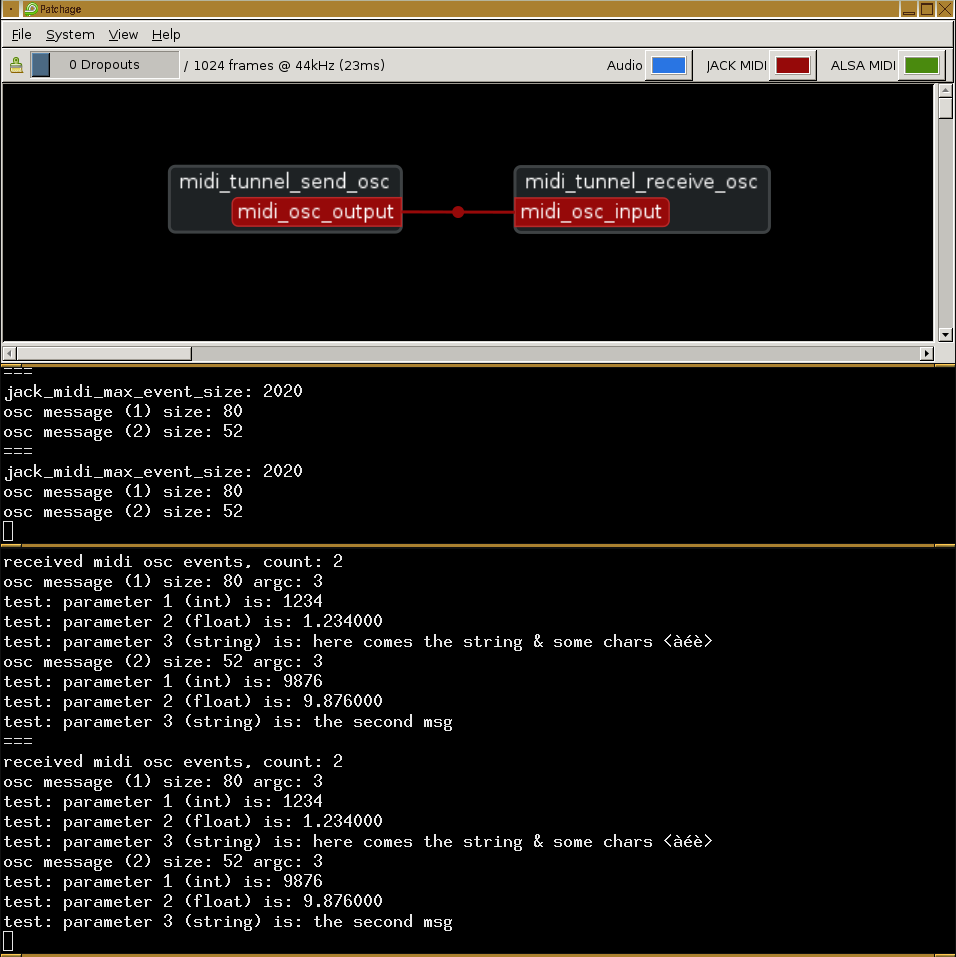 Patchage
File System View Help
0 Dropouts / 1024 frames @ 44kHz (23ms) Audio JACK MIDI ALSA MIDI
midi_tunnel_send_osc midi_tunnel_receive_osc
midi_osc_output midi_osc_input
===
jack_midi_max_event_size: 2020
osc message (1) size: 80
osc message (2) size: 52
===
jack_midi_max_event_size: 2020
osc message (1) size: 80
osc message (2) size: 52
received midi osc events, count: 2
osc message (1) size: 80 argc: 3
test: parameter 1 (int) is: 1234
test: parameter 2 (float) is: 1.234000
test: parameter 3 (string) is: here comes the string & some chars <àéè>
osc message (2) size: 52 argc: 3
test: parameter 1 (int) is: 9876
test: parameter 2 (float) is: 9.876000
test: parameter 3 (string) is: the second msg
===
received midi osc events, count: 2
osc message (1) size: 80 argc: 3
test: parameter 1 (int) is: 1234
test: parameter 2 (float) is: 1.234000
test: parameter 3 (string) is: here comes the string & some chars <àéè>
osc message (2) size: 52 argc: 3
test: parameter 1 (int) is: 9876
test: parameter 2 (float) is: 9.876000
test: parameter 3 (string) is: the second msg